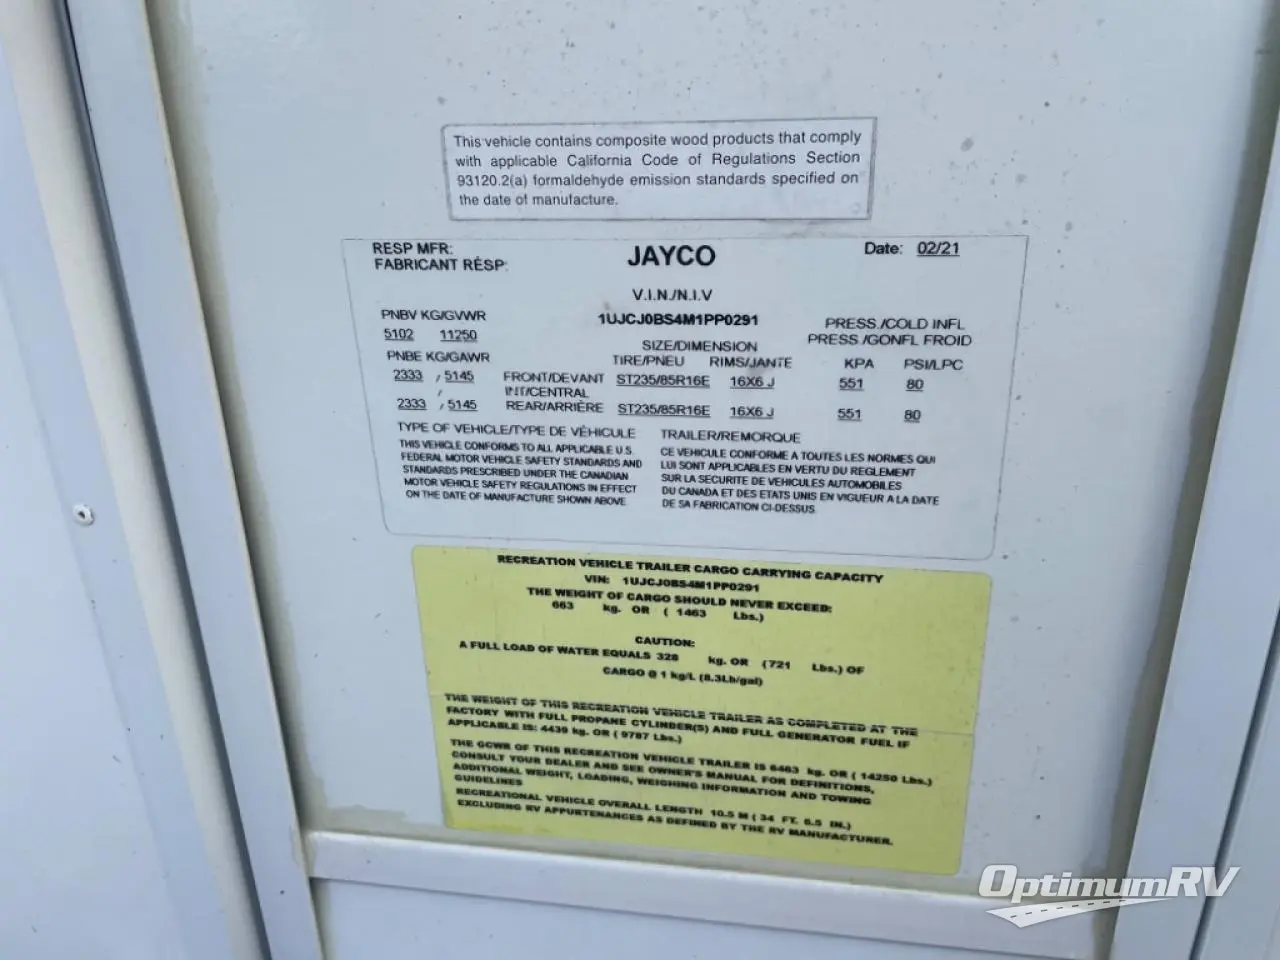 This vehicle contains composite wood products that comply
with applicable California Code of Regulations Section
93120.2(a) formaldehyde emission standards specified on
the date of manufacture.
RESP MFR: JAYCO Date: 02/21
FABRICANT RÉSP:
V.I.N./N.I.V
PNBV KG/GVWR 1UJCJ0BS4M1PP0291 PRESS./COLD INFL
5102 11250 SIZE/DIMENSION PRESS /GONFL FROID
PNBE KG/GAWR TIRE/PNEU RIMS/JANTE KPA PSI/LPC
2333 / 5145 FRONT/DEVANT ST235/85R16E 16X6 J 551 80
/ INT/CENTRAL
2333 / 5145 REAR/ARRIÈRE ST235/85R16E 16X6 J 551 80
TYPE OF VEHICLE/TYPE DE VÉHICULE TRAILER/REMORQUE
THIS VEHICLE CONFORMS TO ALL APPLICABLE U.S.
FEDERAL MOTOR VEHICLE SAFETY STANDARDS AND
STANDARDS PRESCRIBED UNDER THE CANADIAN
MOTOR VEHICLE SAFETY REGULATIONS IN EFFECT
ON THE DATE OF MANUFACTURE SHOWN ABOVE.
CE VEHICULE CONFORME A TOUTES LES NORMES QUI
LUI SONT APPLICABLES EN VERTU DU REGLEMENT
SUR LA SECURITE DE VEHICULES AUTOMOBILES
DU CANADA ET DES ETATS UNIS EN VIGUEUR A LA DATE
DE SA FABRICATION CI-DESSUS.
RECREATION VEHICLE TRAILER CARGO CARRYING CAPACITY
VIN: 1UJCJ0BS4M1PP0291
THE WEIGHT OF CARGO SHOULD NEVER EXCEED:
663 kg. OR ( 1463 Lbs.)
CAUTION:
A FULL LOAD OF WATER EQUALS 328 kg. OR (721 Lbs.) OF
CARGO @ 1 kg/L (8.3Lb/gal)
THE WEIGHT OF THIS RECREATION VEHICLE TRAILER AS COMPLETED AT THE
FACTORY WITH FULL PROPANE CYLINDER(S) AND FULL GENERATOR FUEL IF
APPLICABLE IS: 4439 kg. OR ( 9787 Lbs.)
THE GCWR OF THIS RECREATION VEHICLE TRAILER IS 6463 kg. OR ( 14250 Lbs.)
CONSULT YOUR DEALER AND SEE OWNER'S MANUAL FOR DEFINITIONS,
ADDITIONAL WEIGHT, LOADING, WEIGHING INFORMATION AND TOWING
GUIDELINES
RECREATIONAL VEHICLE OVERALL LENGTH 10.5 M ( 34 FT. 6.5 IN.)
EXCLUDING RV APPURTENANCES AS DEFINED BY THE RV MANUFACTURER.
OptimumRV